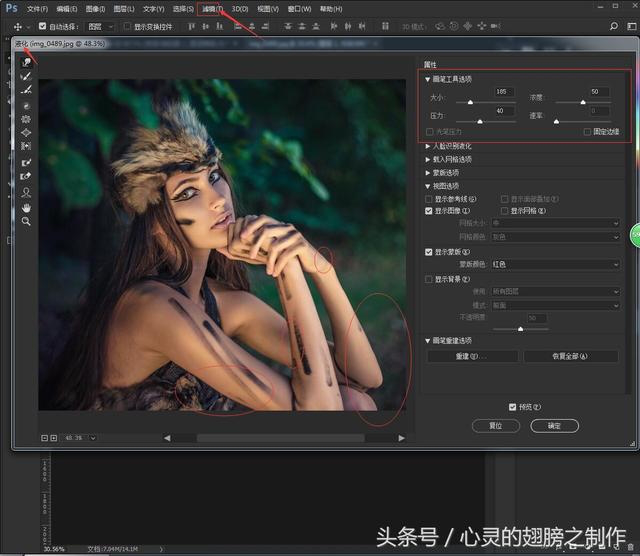 Ps 文件(F) 编辑(E) 图像(I) 图层(L) 文字(Y) 选择(S) 滤镜(T) 3D(D) 视图(V) 窗口(W) 帮助(H)
自动选择: 图层 显示变换控件 3D 模式:
液化 (img_0489.jpg @ 48.3%)
属性
画笔工具选项
大小: 185 浓度: 50
压力: 40 速率: 0
光笔压力 固定边缘
人脸识别液化
载入网格选项
蒙版选项
视图选项
显示参考线(G) 显示面部叠加(F)
显示图像(I) 显示网格(E)
网格大小: 中
网格颜色: 灰色
显示蒙版(K)
蒙版颜色: 红色
显示背景(P)
使用: 所有图层
模式: 前面
不透明度: 50
画笔重建选项
重建(U)... 恢复全部(A)
预览(P)
复位 确定
48.3%
30.56% 文档:7.04M/14.1M
头条号 / 心灵的翅膀之制作